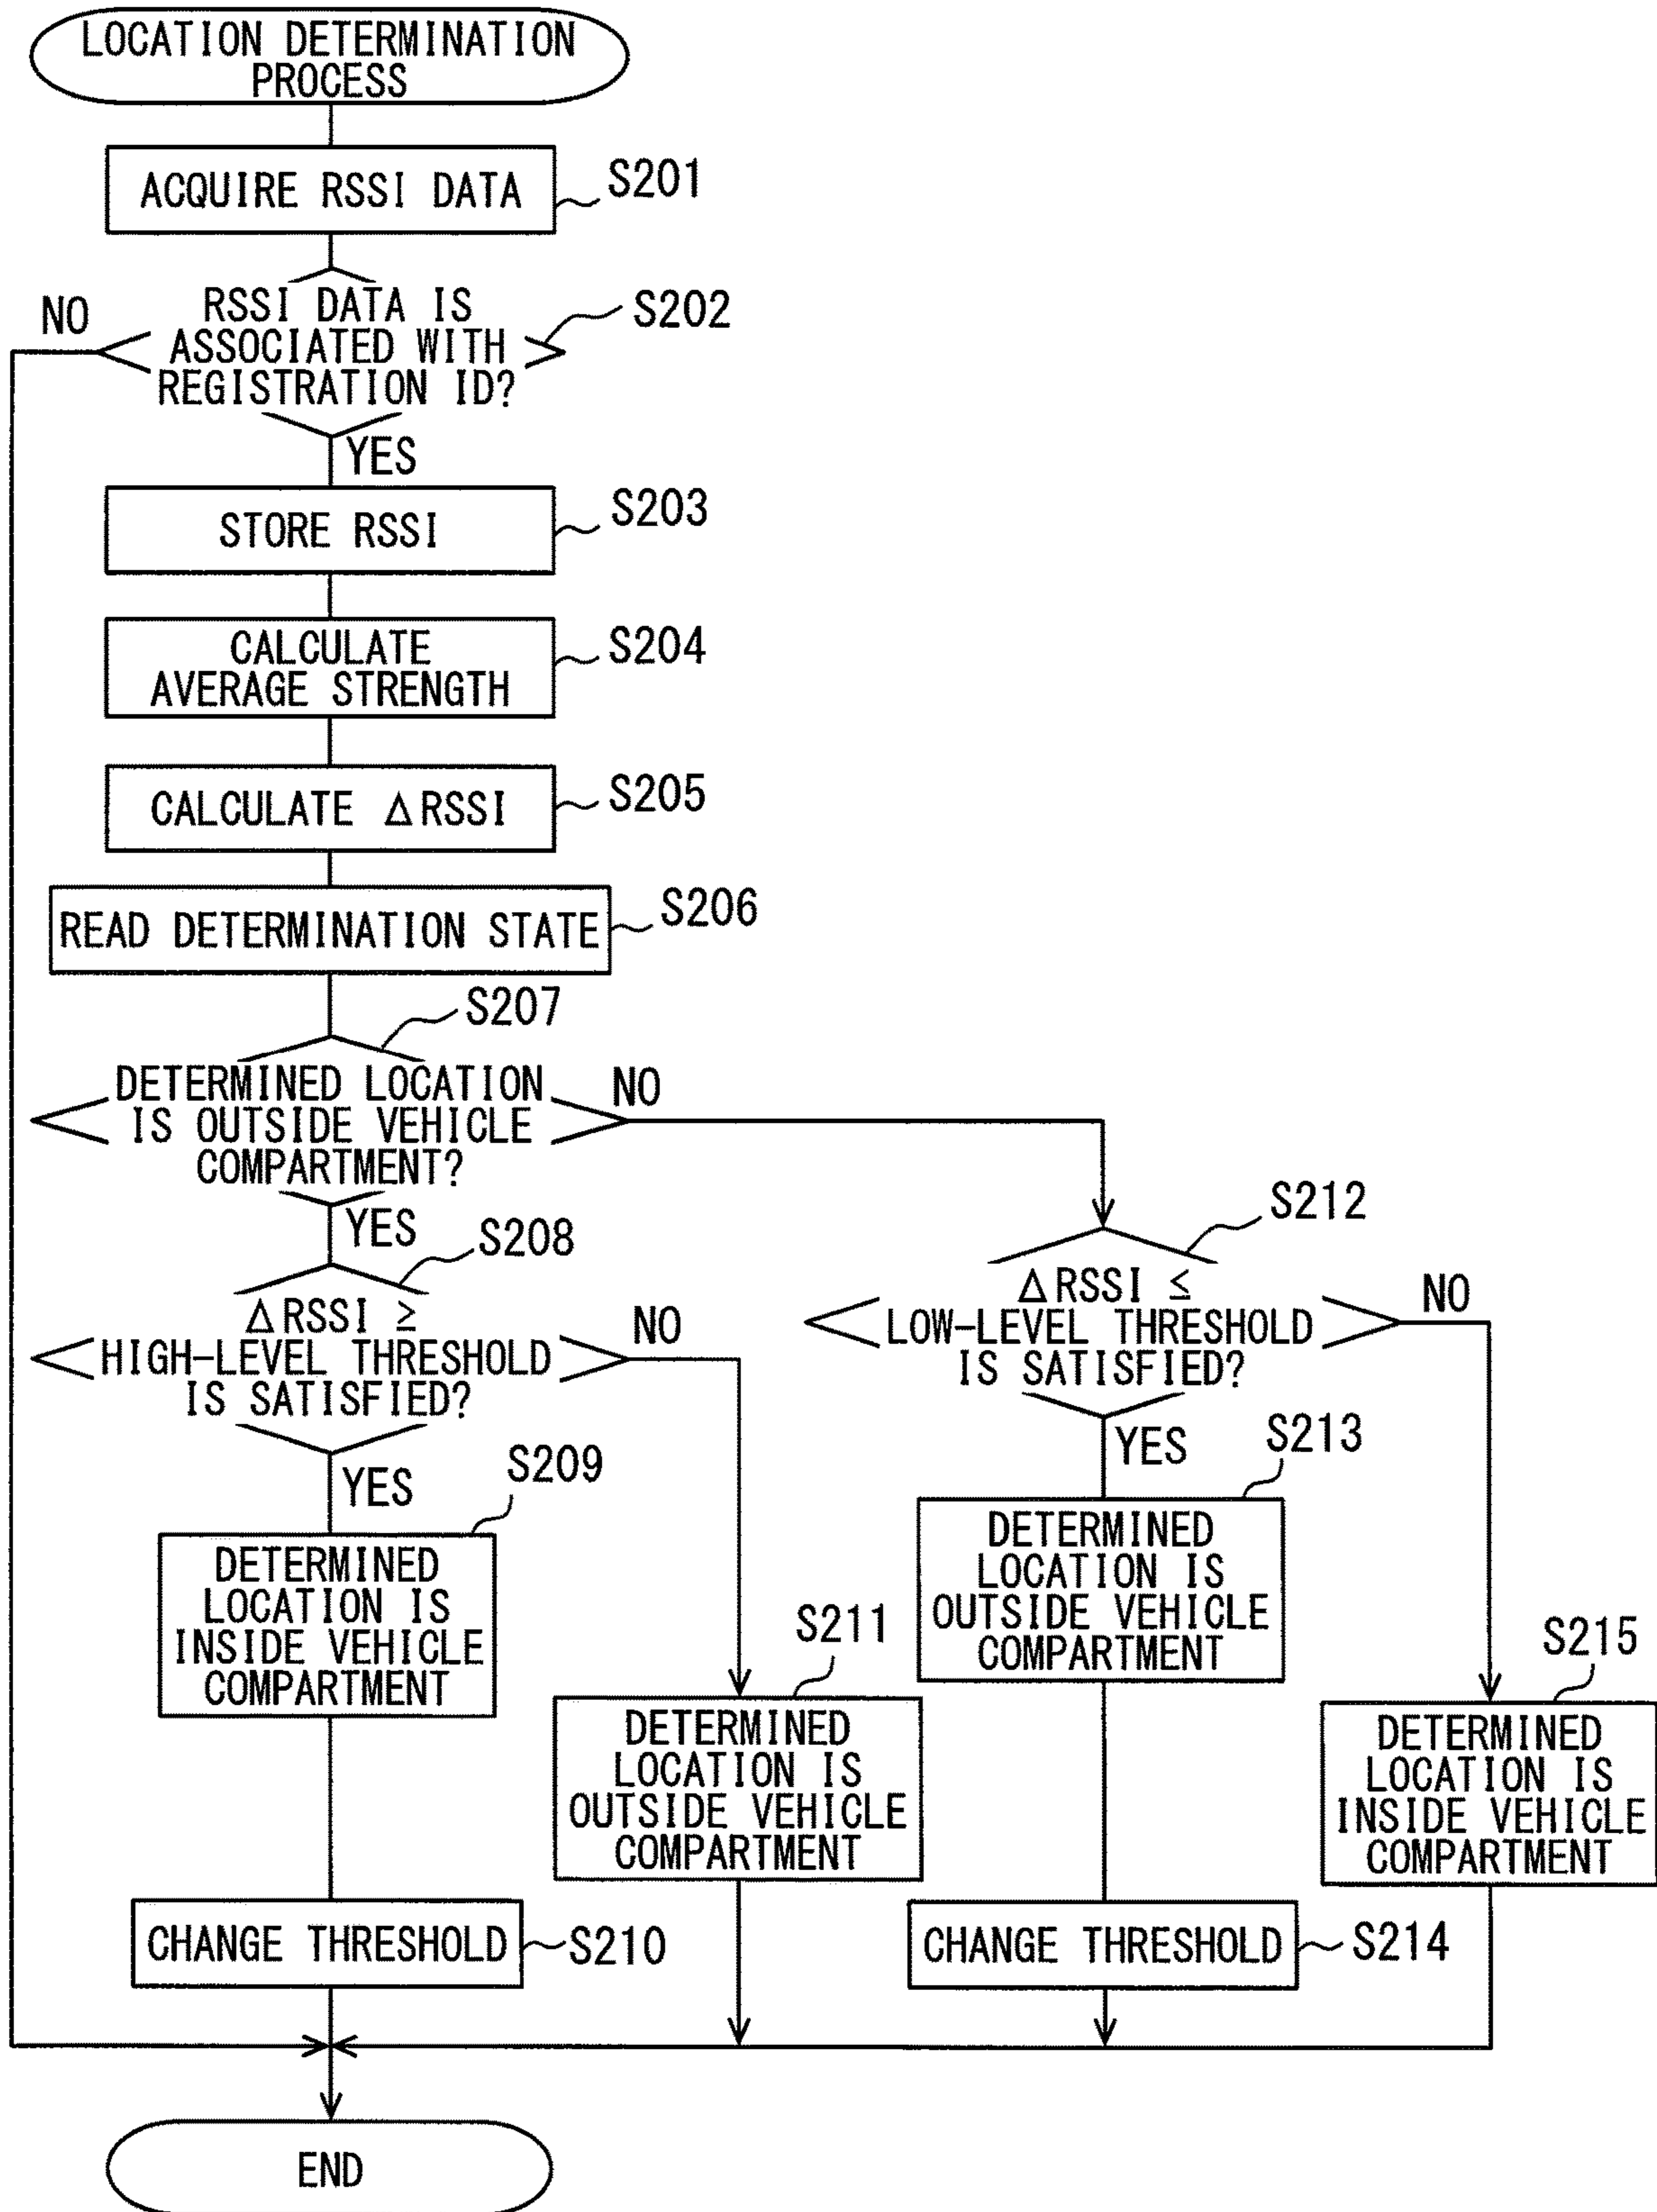 LOCATION DETERMINATION
PROCESS
ACQUIRE RSSI DATA
S201
RSSI DATA IS
ASSOCIATED WITH
REGISTRATION ID?
S202
NO
YES
STORE RSSI
S203
CALCULATE
AVERAGE STRENGTH
S204
CALCULATE ΔRSSI
S205
READ DETERMINATION STATE
S206
S207
DETERMINED LOCATION
IS OUTSIDE VEHICLE
COMPARTMENT?
NO
YES
S208
ΔRSSI ≥
HIGH-LEVEL THRESHOLD
IS SATISFIED?
NO
YES
S212
ΔRSSI ≤
LOW-LEVEL THRESHOLD
IS SATISFIED?
NO
YES
S209
DETERMINED
LOCATION IS
INSIDE VEHICLE
COMPARTMENT
S211
DETERMINED
LOCATION IS
OUTSIDE VEHICLE
COMPARTMENT
S213
DETERMINED
LOCATION IS
OUTSIDE VEHICLE
COMPARTMENT
S215
DETERMINED
LOCATION IS
INSIDE VEHICLE
COMPARTMENT
CHANGE THRESHOLD
S210
CHANGE THRESHOLD
S214
END